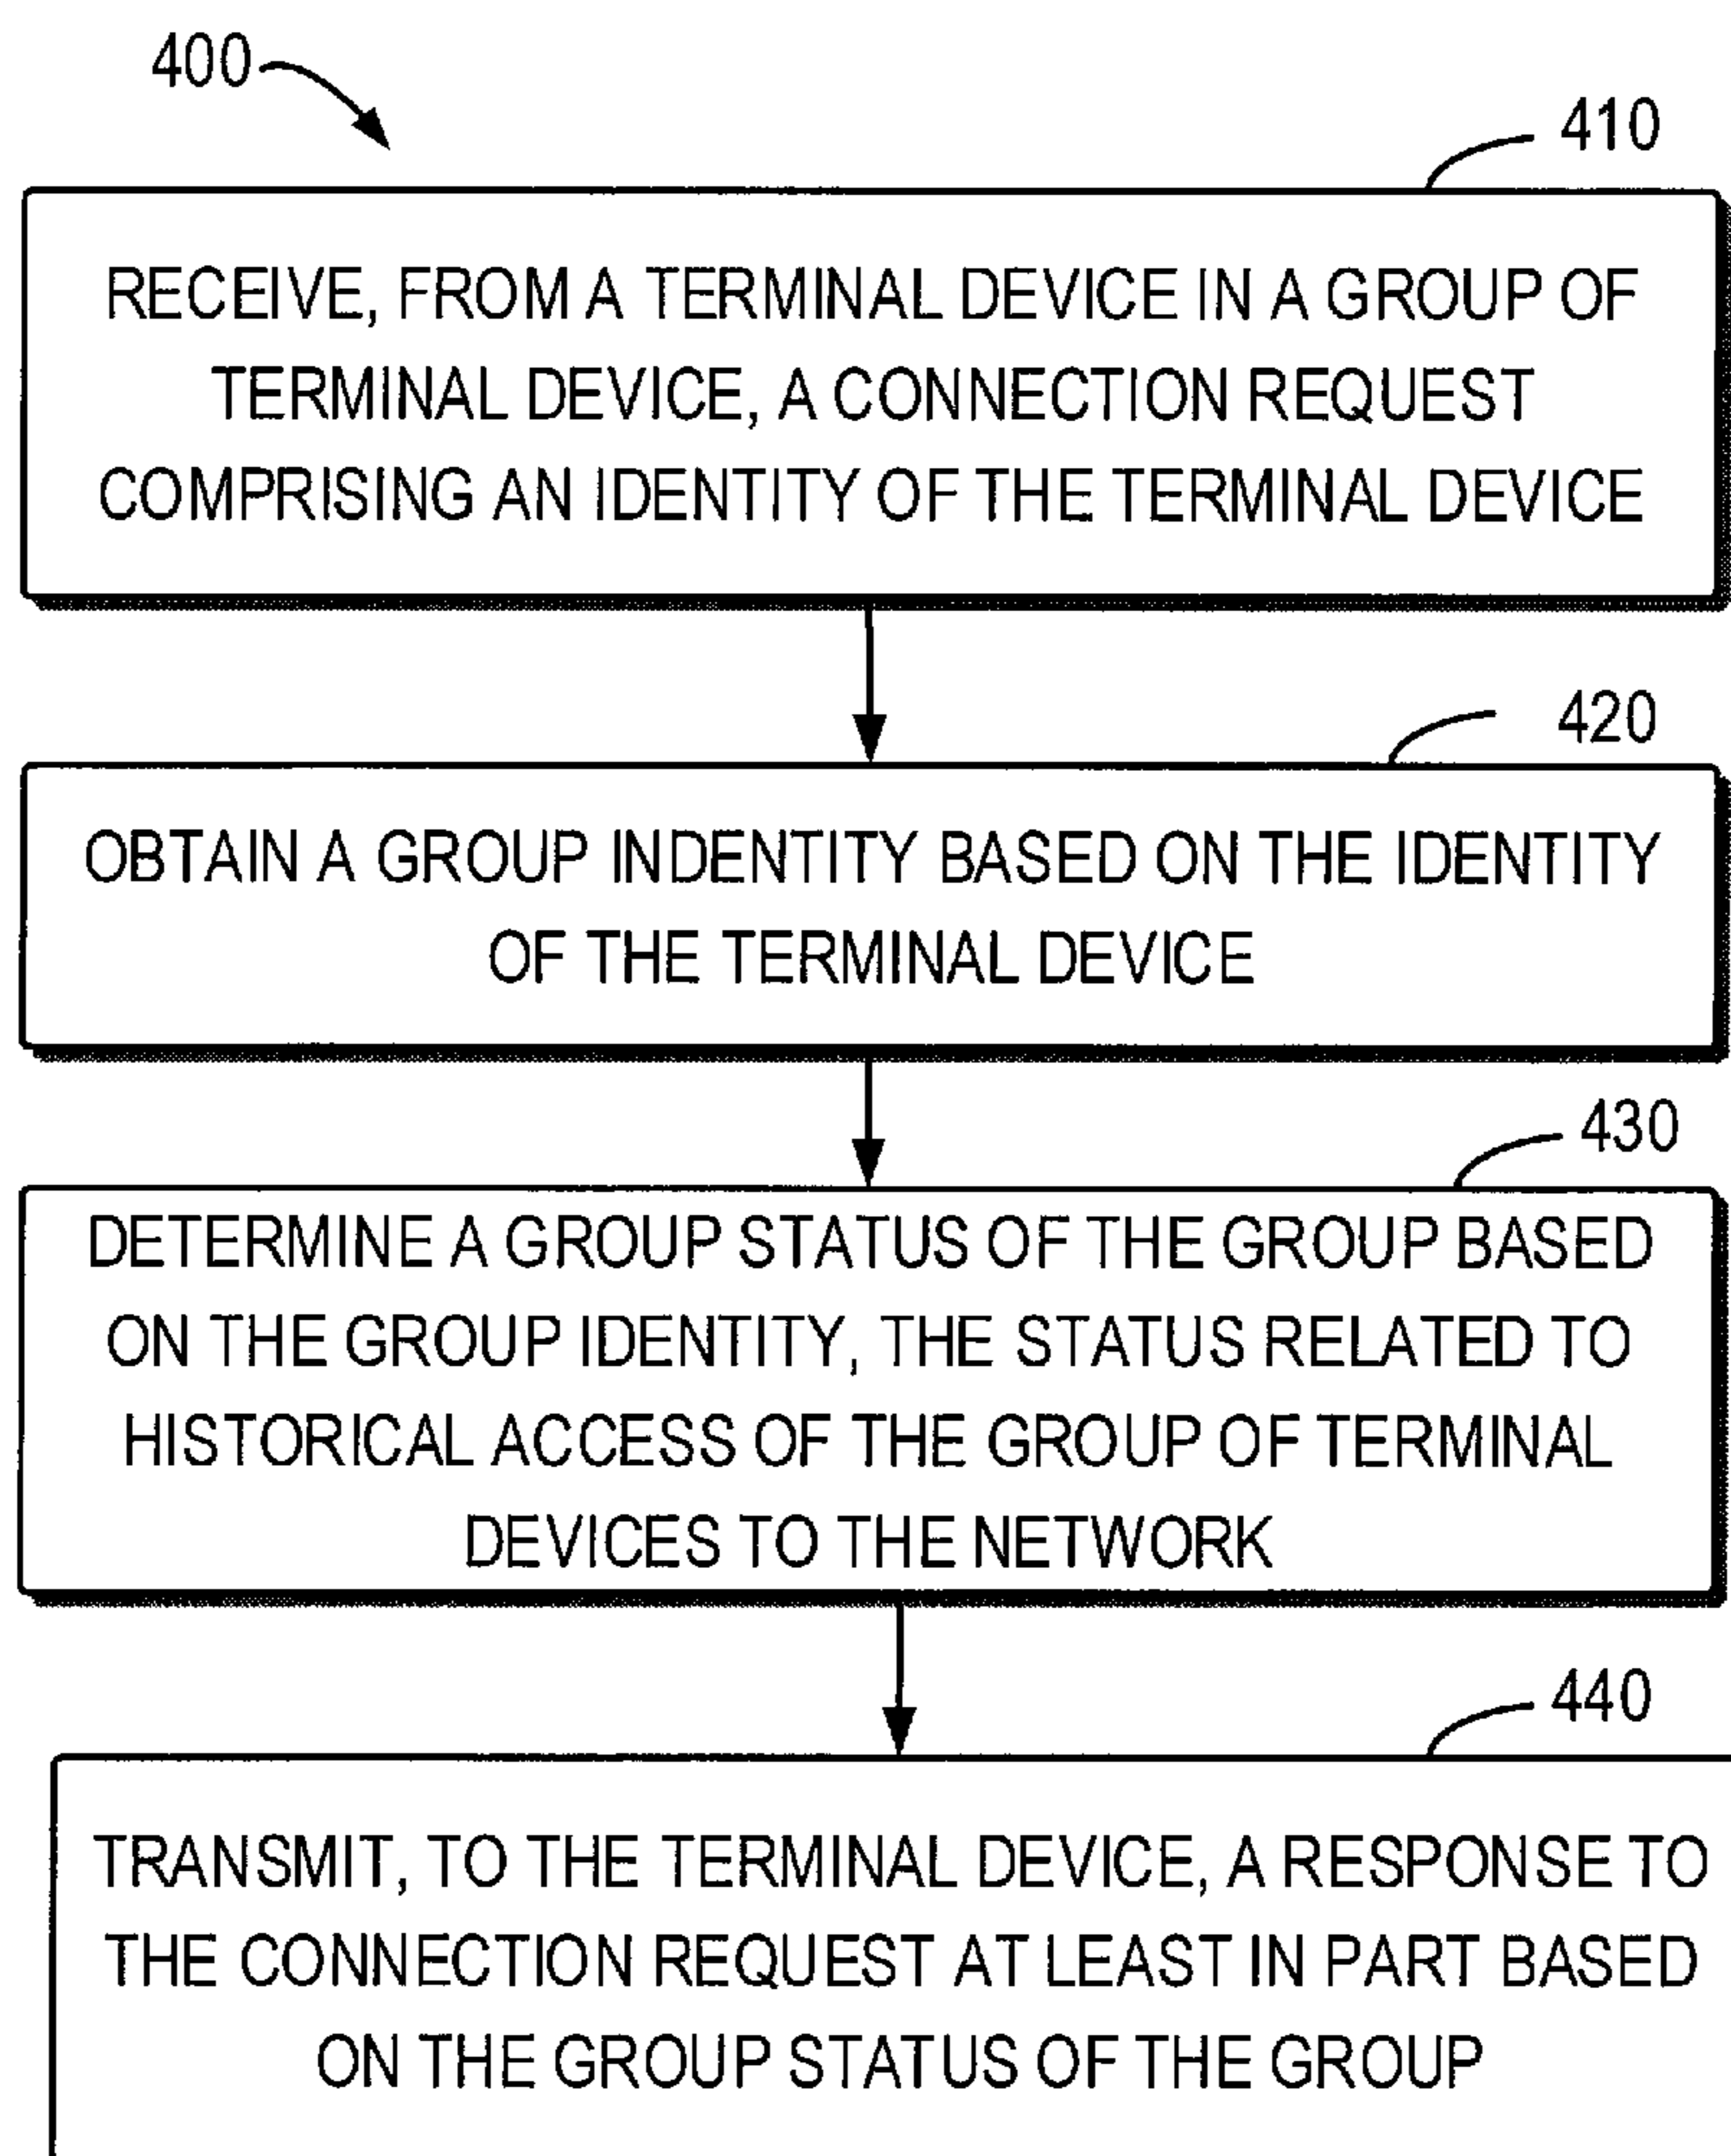 400
410
RECEIVE, FROM A TERMINAL DEVICE IN A GROUP OF
TERMINAL DEVICE, A CONNECTION REQUEST
COMPRISING AN IDENTITY OF THE TERMINAL DEVICE
420
OBTAIN A GROUP INDENTITY BASED ON THE IDENTITY
OF THE TERMINAL DEVICE
430
DETERMINE A GROUP STATUS OF THE GROUP BASED
ON THE GROUP IDENTITY, THE STATUS RELATED TO
HISTORICAL ACCESS OF THE GROUP OF TERMINAL
DEVICES TO THE NETWORK
440
TRANSMIT, TO THE TERMINAL DEVICE, A RESPONSE TO
THE CONNECTION REQUEST AT LEAST IN PART BASED
ON THE GROUP STATUS OF THE GROUP